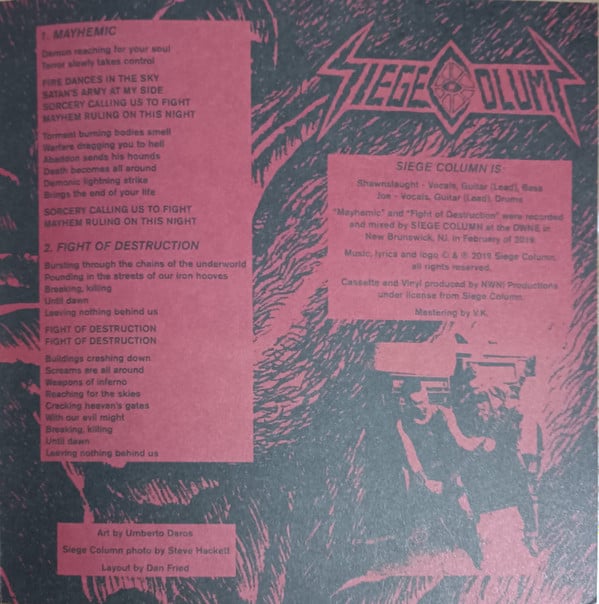 1. MAYHEMIC
Demon reaching for your soul
Terror slowly takes control
FIRE DANCES IN THE SKY
SATAN'S ARMY AT MY SIDE
SORCERY CALLING US TO FIGHT
MAYHEM RULING ON THIS NIGHT
Torment burning bodies smell
Warfare dragging you to hell
Abaddon sends his hounds
Death becomes all around
Demonic lightning strike
Brings the end of your life
SORCERY CALLING US TO FIGHT
MAYHEM RULING ON THIS NIGHT
2. FIGHT OF DESTRUCTION
Bursting through the chains of the underworld
Pounding in the streets of our iron hooves
Breaking, killing
Until dawn
Leaving nothing behind us
FIGHT OF DESTRUCTION
FIGHT OF DESTRUCTION
Buildings crashing down
Screams are all around
Weapons of inferno
Reaching for the skies
Cracking heaven's gates
With our evil might
Breaking, killing
Until dawn
Leaving nothing behind us
Art by Umberto Daros
Siege Column photo by Steve Hackett
Layout by Dan Fried
SIEGE COLUMN
SIEGE COLUMN IS
Shawnslaught - Vocals, Guitar (Lead), Bass
Joe - Vocals, Guitar (Lead), Drums
"Mayhemic" and "Fight of Destruction" were recorded
and mixed by SIEGE COLUMN at the OWNE in
New Brunswick, NJ. in February of 2019.
Music, lyrics and logo © & ℗ 2019 Siege Column,
all rights reserved.
Cassette and Vinyl produced by NWN! Productions
under license from Siege Column.
Mastering by V.K.